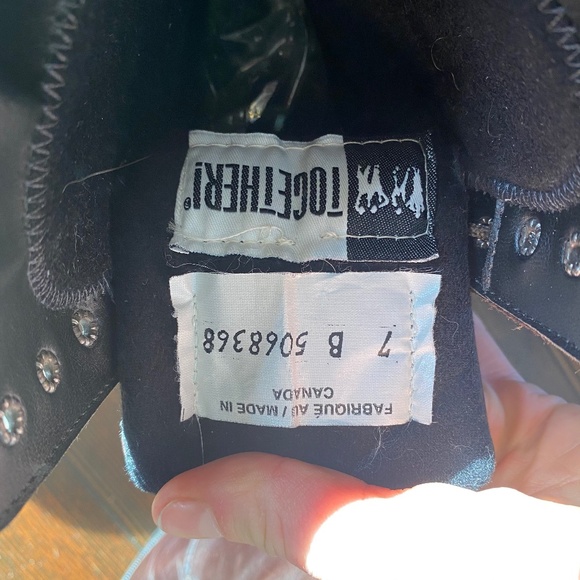 FABRIQUÉ AU / MADE IN
CANADA
7 B 5068368
TOGETHER!®